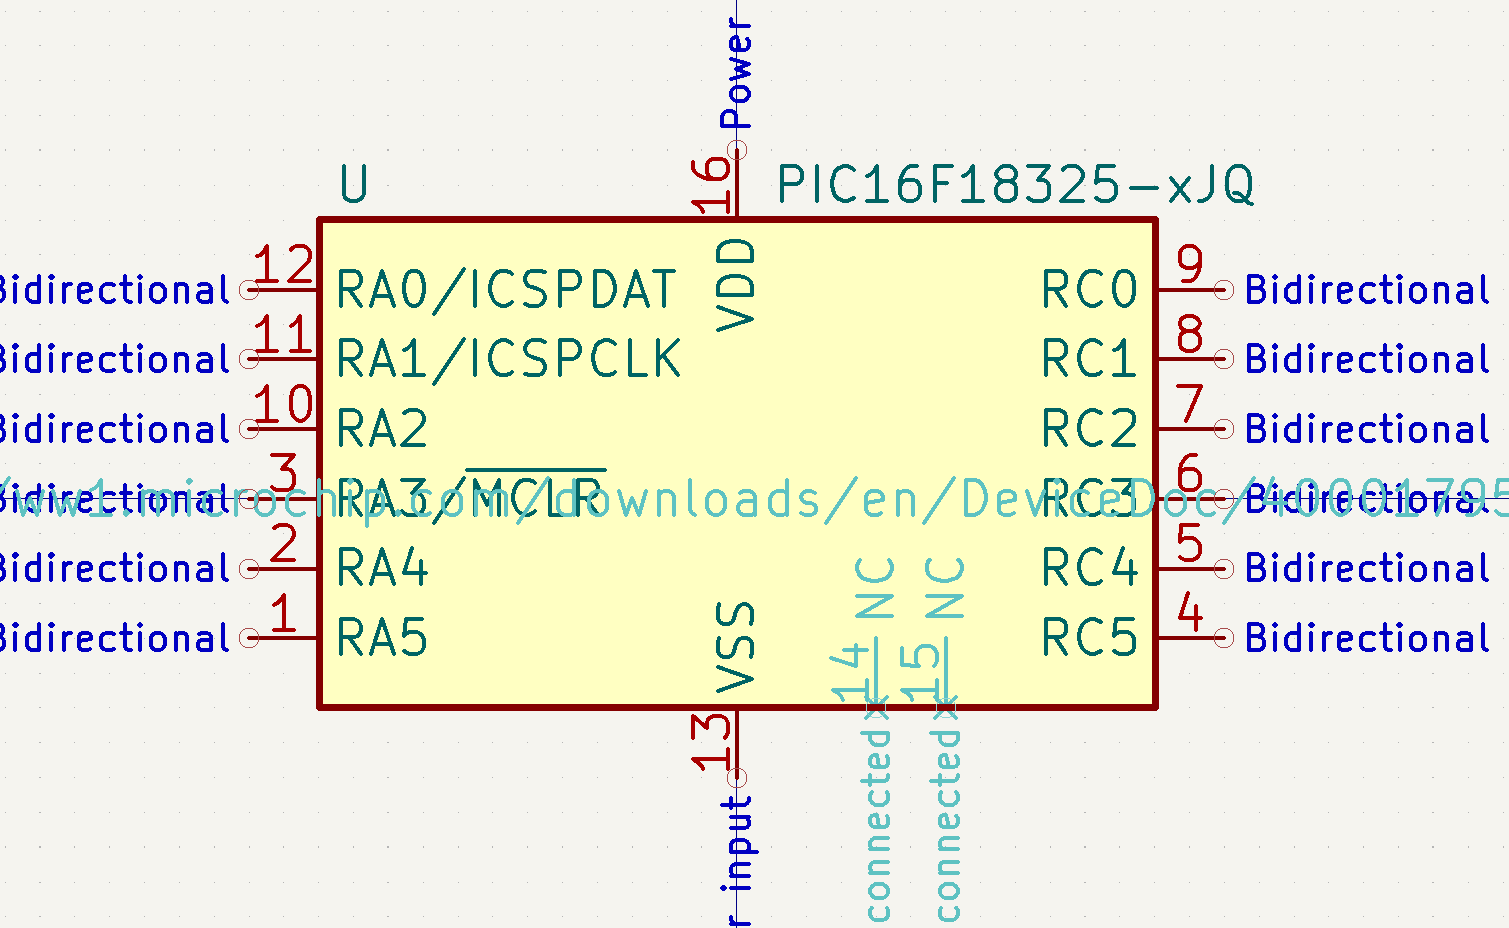 Power
16
U
PIC16F18325-xJQ
VDD
Bidirectional 12 RA0/ICSPDAT
RC0 9 Bidirectional
Bidirectional 11 RA1/ICSPCLK
RC1 8 Bidirectional
Bidirectional 10 RA2
RC2 7 Bidirectional
Bidirectional 3 RA3/MCLR
RC3 6 Bidirectional
/ww1.microchip.com/downloads/en/DeviceDoc/40001795
Bidirectional 2 RA4
RC4 5 Bidirectional
Bidirectional 1 RA5
RC5 4 Bidirectional
NC
NC
VSS
14
15
13
r input
connected
connected